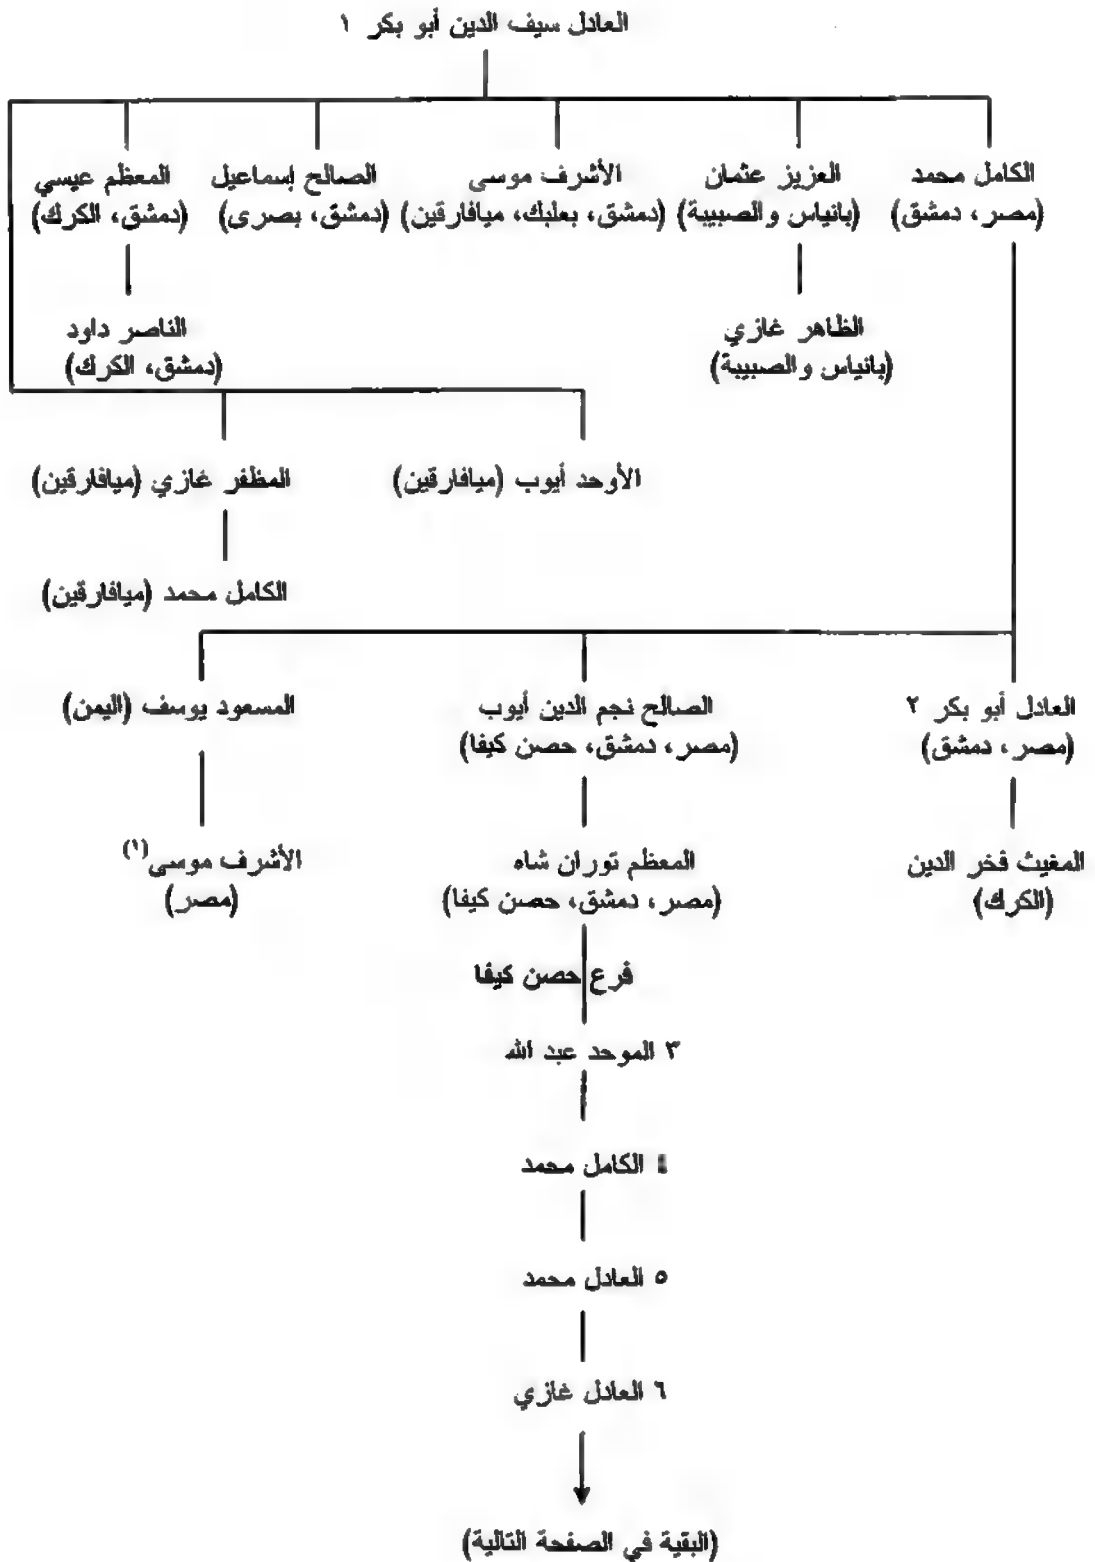 العادل سيف الدين أبو بكر ١
الكامل محمد
(مصر، دمشق)
العزيز عثمان
(بانياس والصبيبة)
الأشرف موسى
(دمشق، بعلبك، ميافارقين)
الصالح إسماعيل
(دمشق، بصرى)
المعظم عيسي
(دمشق، الكرك)
الظاهر غازي
(بانياس والصبيبة)
الناصر داود
(دمشق، الكرك)
الأوحد أيوب (ميافارقين)
المظفر غازي (ميافارقين)
الكامل محمد (ميافارقين)
العادل أبو بكر ٢
(مصر، دمشق)
الصالح نجم الدين أيوب
(مصر، دمشق، حصن كيفا)
المسعود يوسف (اليمن)
المغيث فخر الدين
(الكرك)
المعظم توران شاه
(مصر، دمشق، حصن كيفا)
الأشرف موسى(١)
(مصر)
فرع حصن كيفا
٣ الموحد عبد الله
٤ الكامل محمد
٥ العادل محمد
٦ العادل غازي
(البقية في الصفحة التالية)